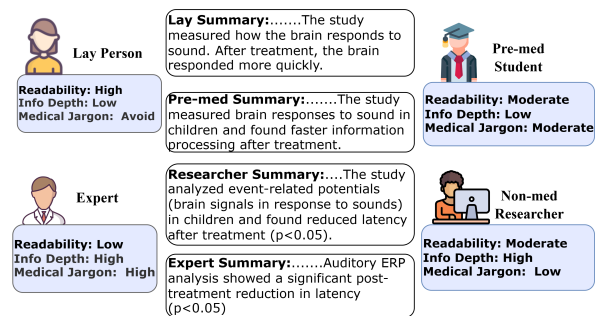 Lay Person
Readability: High
Info Depth: Low
Medical Jargon: Avoid
Lay Summary:.......The study
measured how the brain responds to
sound. After treatment, the brain
responded more quickly.
Pre-med
Student
Readability: Moderate
Info Depth: Low
Medical Jargon: Moderate
Pre-med Summary:.......The study
measured brain responses to sound in
children and found faster information
processing after treatment.
Expert
Readability: Low
Info Depth: High
Medical Jargon: High
Researcher Summary:....The study
analyzed event-related potentials
(brain signals in response to sounds)
in children and found reduced latency
after treatment (p<0.05).
Non-med
Researcher
Readability: Moderate
Info Depth: High
Medical Jargon: Low
Expert Summary:.......Auditory ERP
analysis showed a significant post-
treatment reduction in latency
(p<0.05)